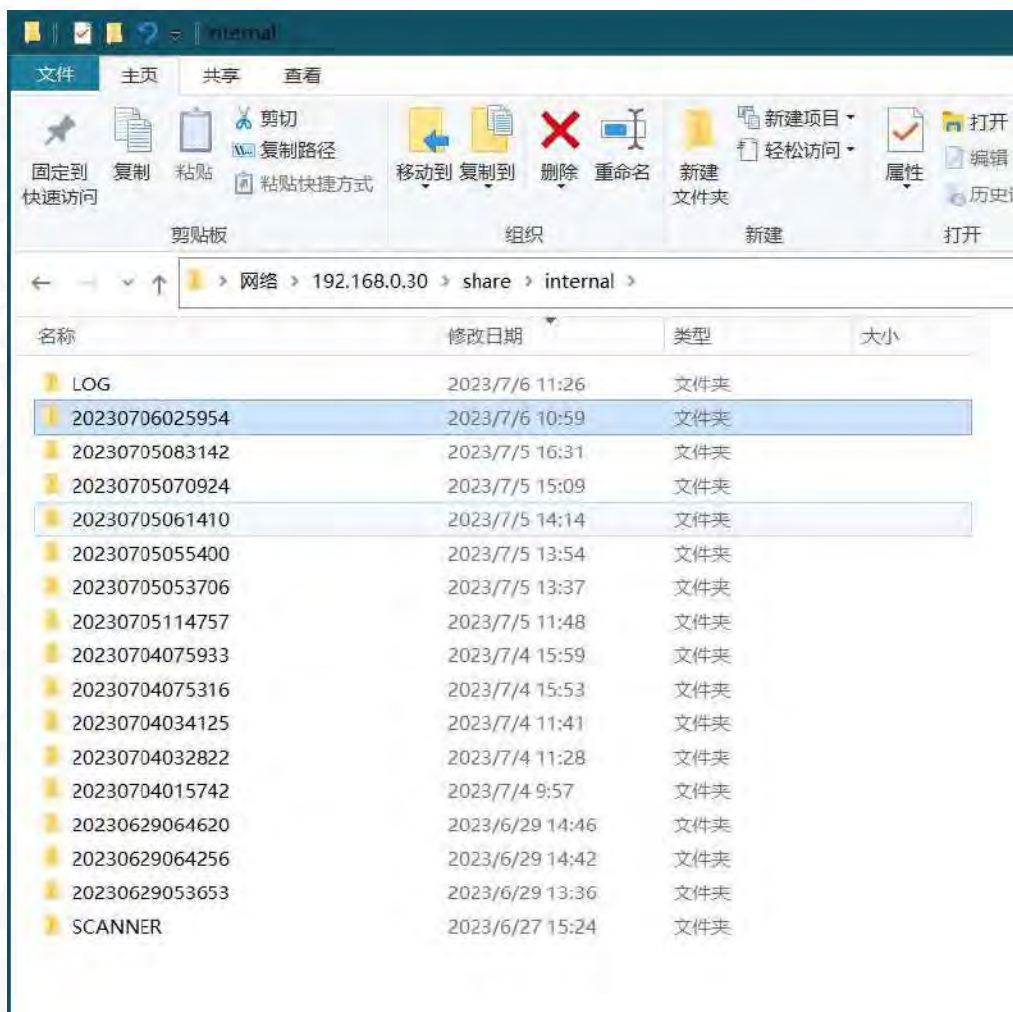 internal
文件 主页 共享 查看
固定到快速访问 复制 粘贴 剪切 复制路径 粘贴快捷方式 移动到 复制到 删除 重命名 新建文件夹 新建项目 轻松访问 属性 打开 编辑
剪贴板 组织 新建 打开
网络 > 192.168.0.30 > share > internal >
名称 修改日期 类型 大小
LOG 2023/7/6 11:26 文件夹
20230706025954 2023/7/6 10:59 文件夹
20230705083142 2023/7/5 16:31 文件夹
20230705070924 2023/7/5 15:09 文件夹
20230705061410 2023/7/5 14:14 文件夹
20230705055400 2023/7/5 13:54 文件夹
20230705053706 2023/7/5 13:37 文件夹
20230705114757 2023/7/5 11:48 文件夹
20230704075933 2023/7/4 15:59 文件夹
20230704075316 2023/7/4 15:53 文件夹
20230704034125 2023/7/4 11:41 文件夹
20230704032822 2023/7/4 11:28 文件夹
20230704015742 2023/7/4 9:57 文件夹
20230629064620 2023/6/29 14:46 文件夹
20230629064256 2023/6/29 14:42 文件夹
20230629053653 2023/6/29 13:36 文件夹
SCANNER 2023/6/27 15:24 文件夹